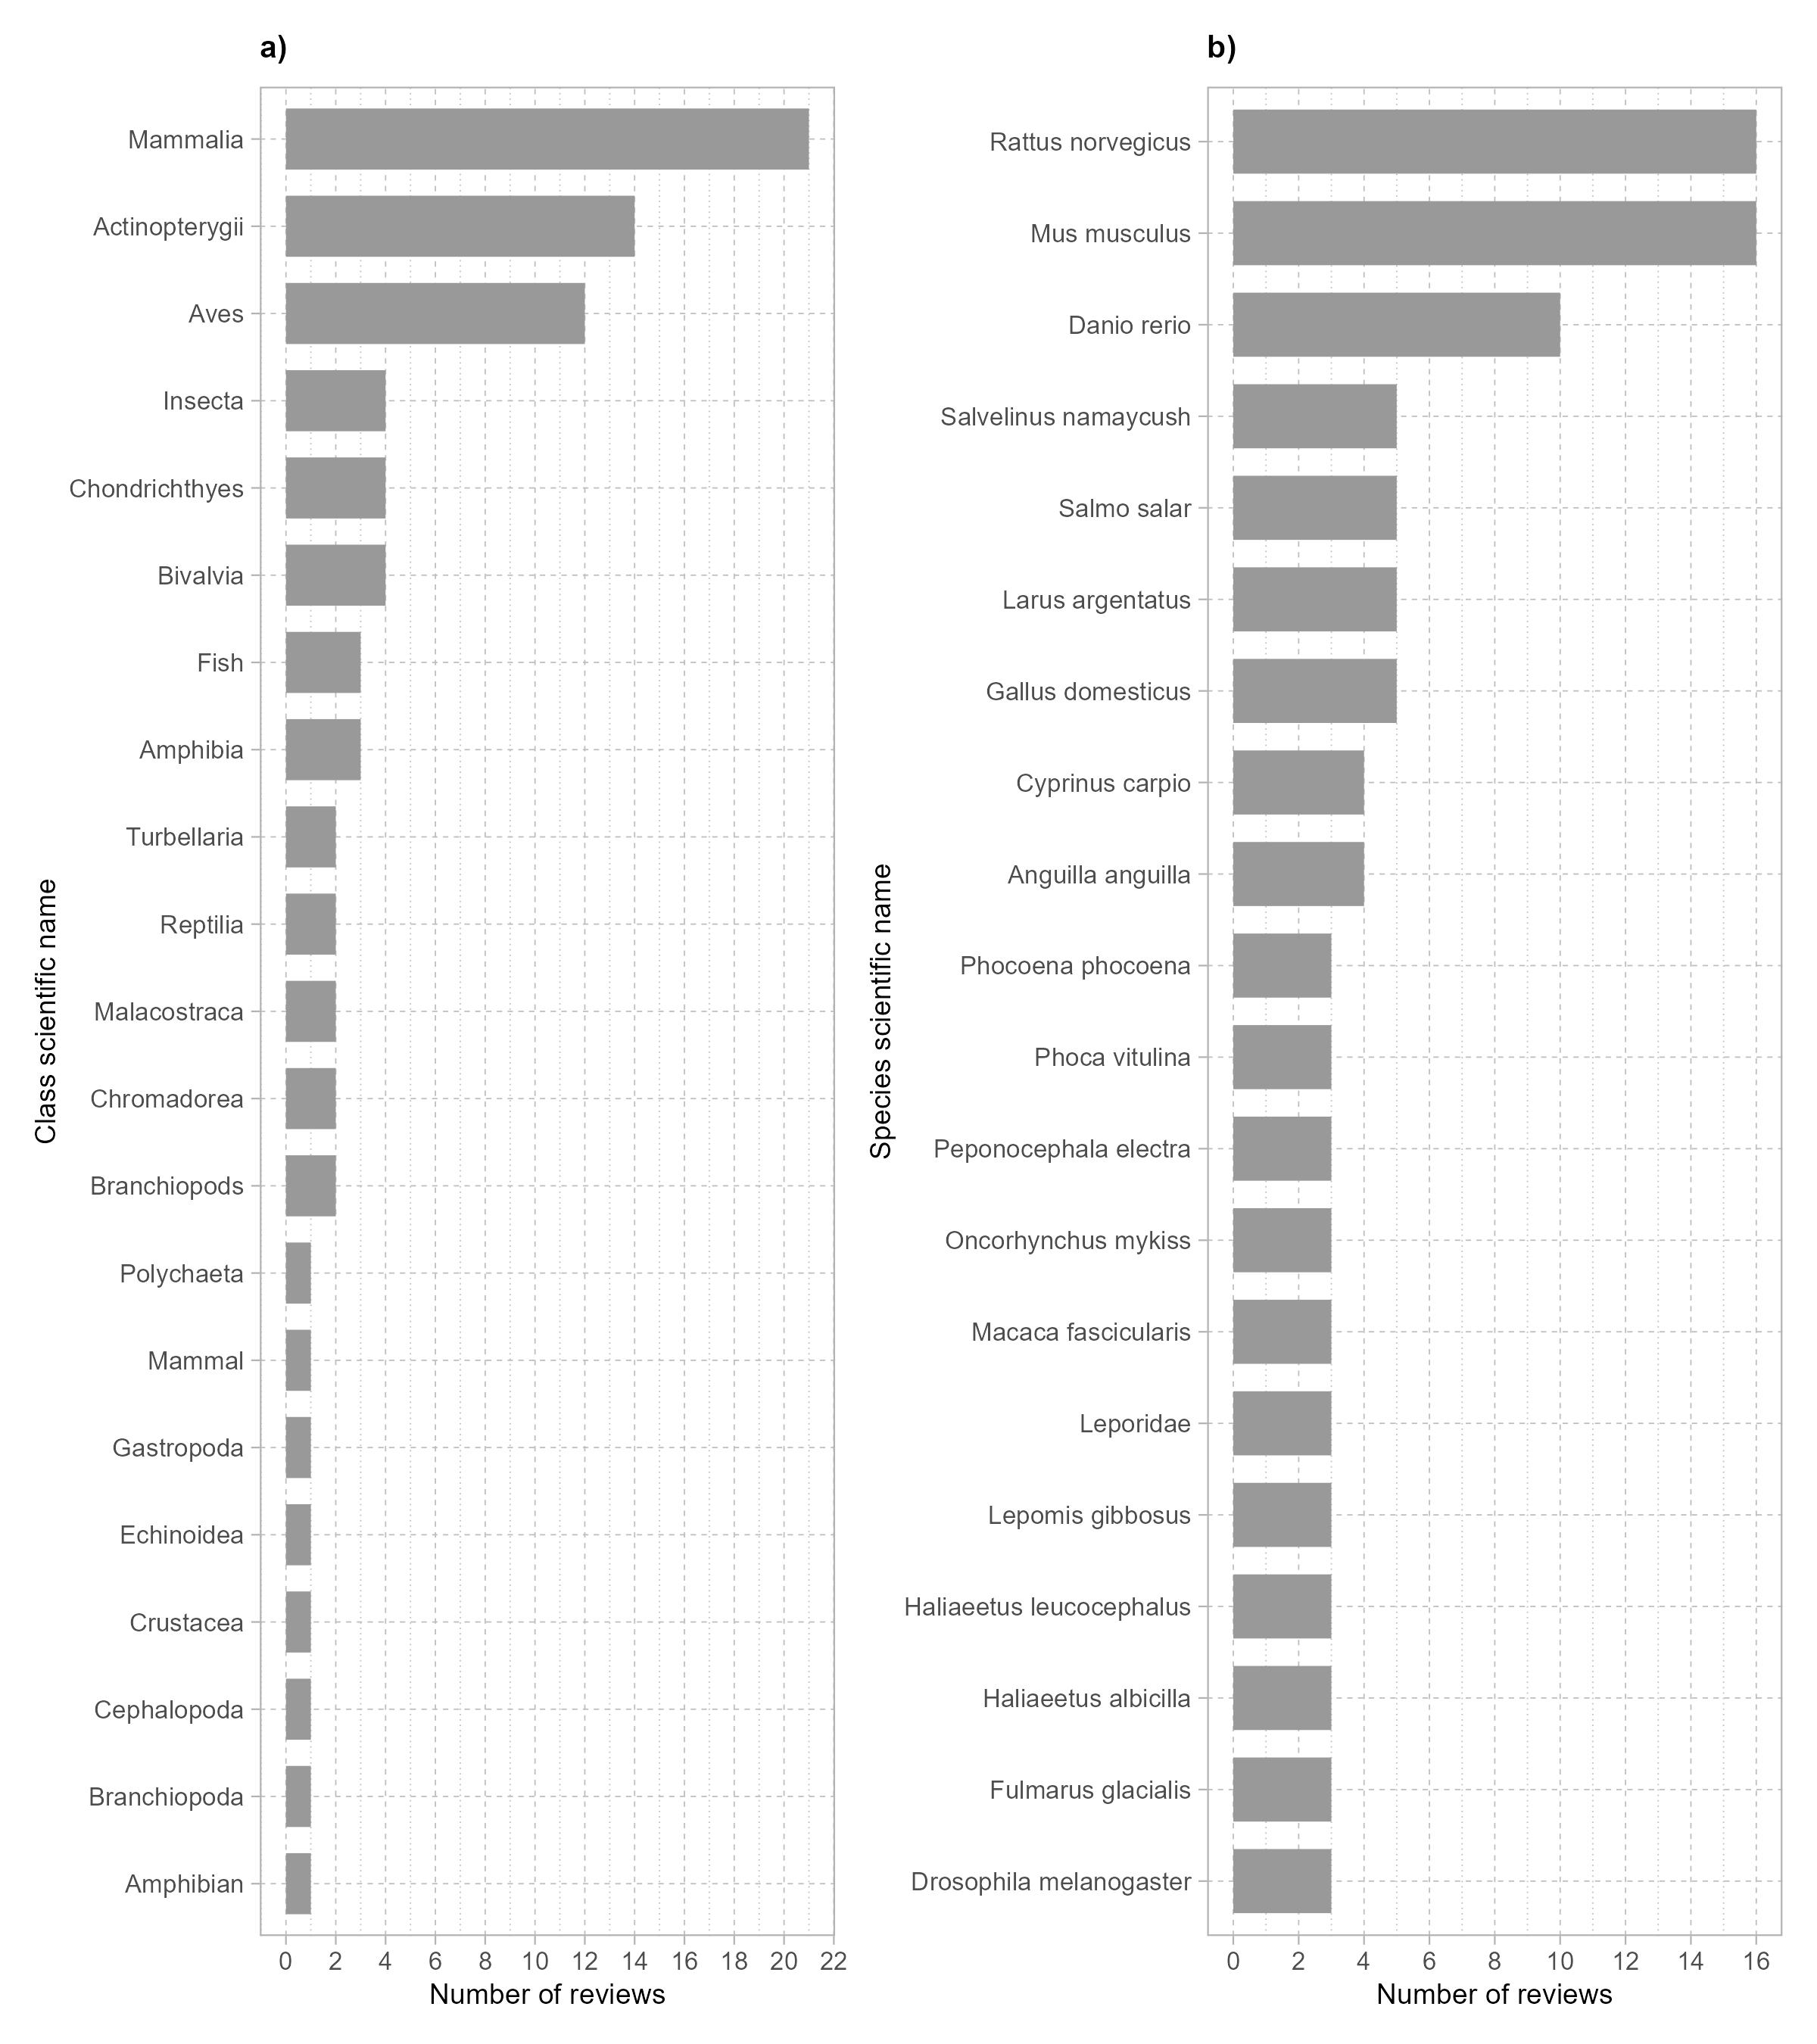 a)
Class scientific name
Mammalia
Actinopterygii
Aves
Insecta
Chondrichthyes
Bivalvia
Fish
Amphibia
Turbellaria
Reptilia
Malacostraca
Chromadorea
Branchiopods
Polychaeta
Mammal
Gastropoda
Echinoidea
Crustacea
Cephalopoda
Branchiopoda
Amphibian
0 2 4 6 8 10 12 14 16 18 20 22
Number of reviews
b)
Species scientific name
Rattus norvegicus
Mus musculus
Danio rerio
Salvelinus namaycush
Salmo salar
Larus argentatus
Gallus domesticus
Cyprinus carpio
Anguilla anguilla
Phocoena phocoena
Phoca vitulina
Peponocephala electra
Oncorhynchus mykiss
Macaca fascicularis
Leporidae
Lepomis gibbosus
Haliaeetus leucocephalus
Haliaeetus albicilla
Fulmarus glacialis
Drosophila melanogaster
0 2 4 6 8 10 12 14 16
Number of reviews